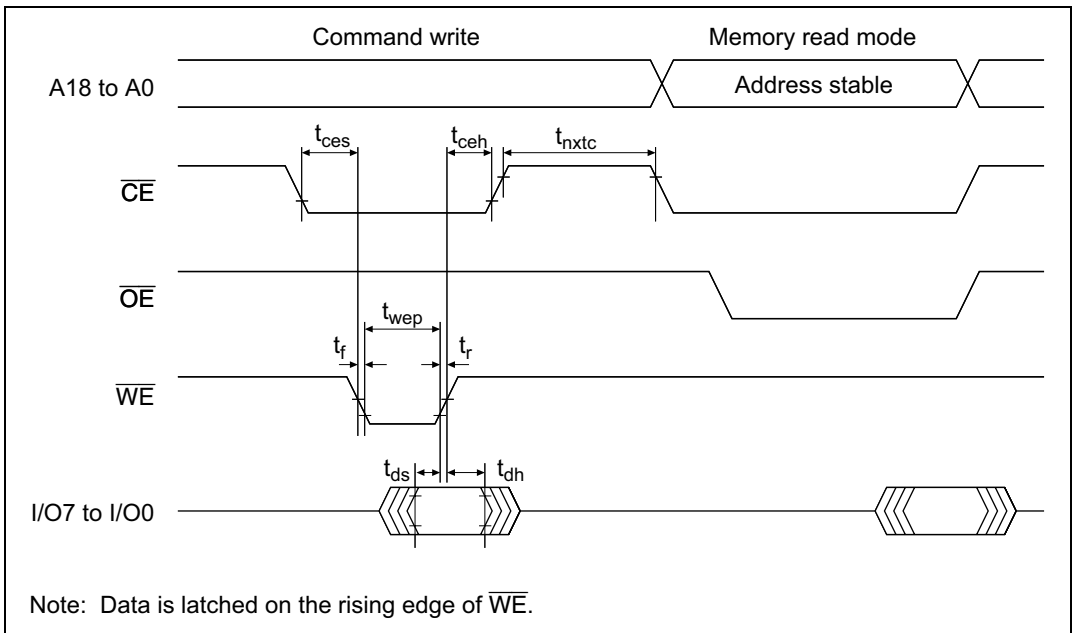 Command write
Memory read mode
A18 to A0
Address stable
tces
tceh
tnxtc
CE
OE
twep
tf
tr
WE
tds
tdh
I/O7 to I/O0
Note: Data is latched on the rising edge of WE.